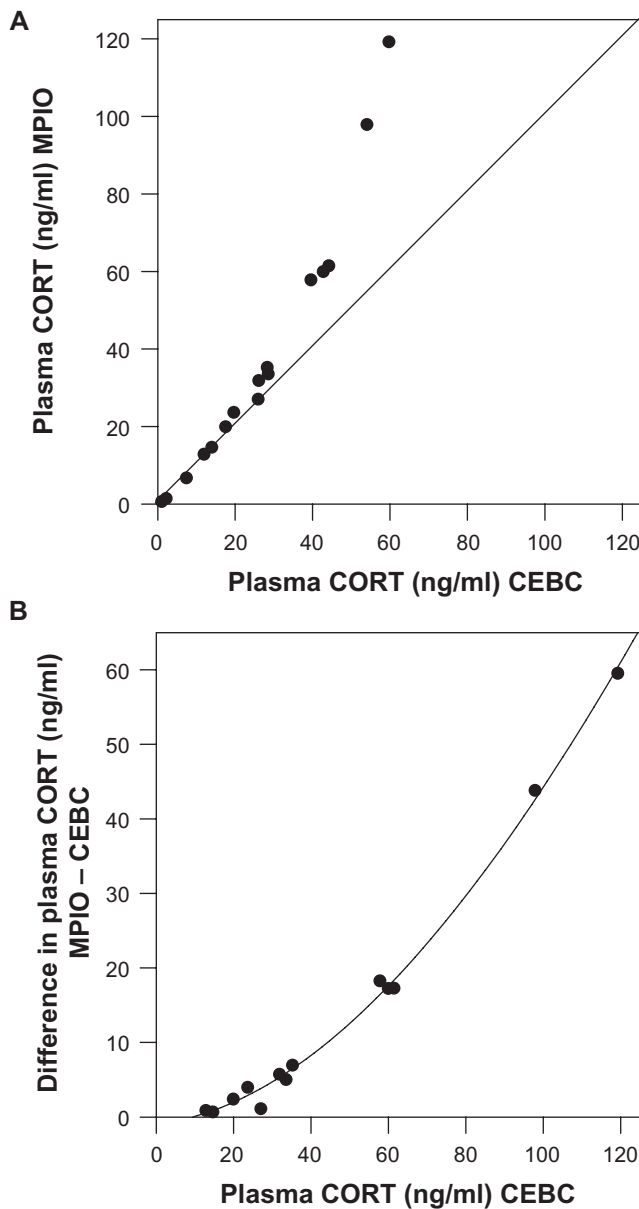 A
Plasma CORT (ng/ml) MPIO
120
100
80
60
40
20
0
0 20 40 60 80 100 120
Plasma CORT (ng/ml) CEBC
B
Difference in plasma CORT (ng/ml)
MPIO – CEBC
60
50
40
30
20
10
0
0 20 40 60 80 100 120
Plasma CORT (ng/ml) CEBC